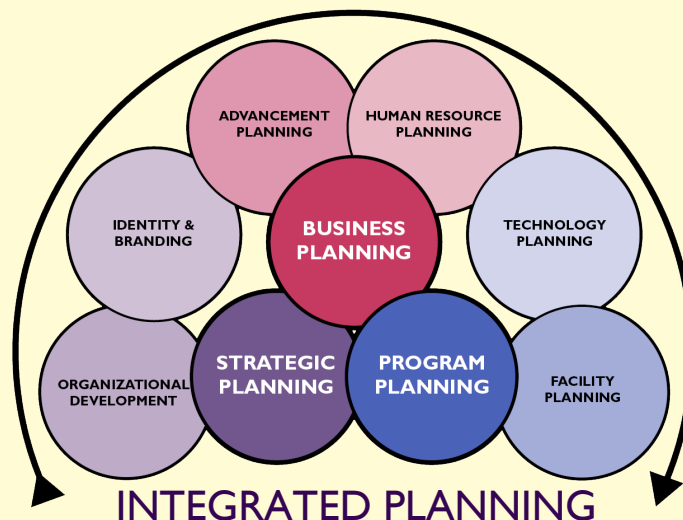 ADVANCEMENT
PLANNING
HUMAN RESOURCE
PLANNING
IDENTITY &
BRANDING
BUSINESS
PLANNING
TECHNOLOGY
PLANNING
ORGANIZATIONAL
DEVELOPMENT
STRATEGIC
PLANNING
PROGRAM
PLANNING
FACILITY
PLANNING
INTEGRATED PLANNING